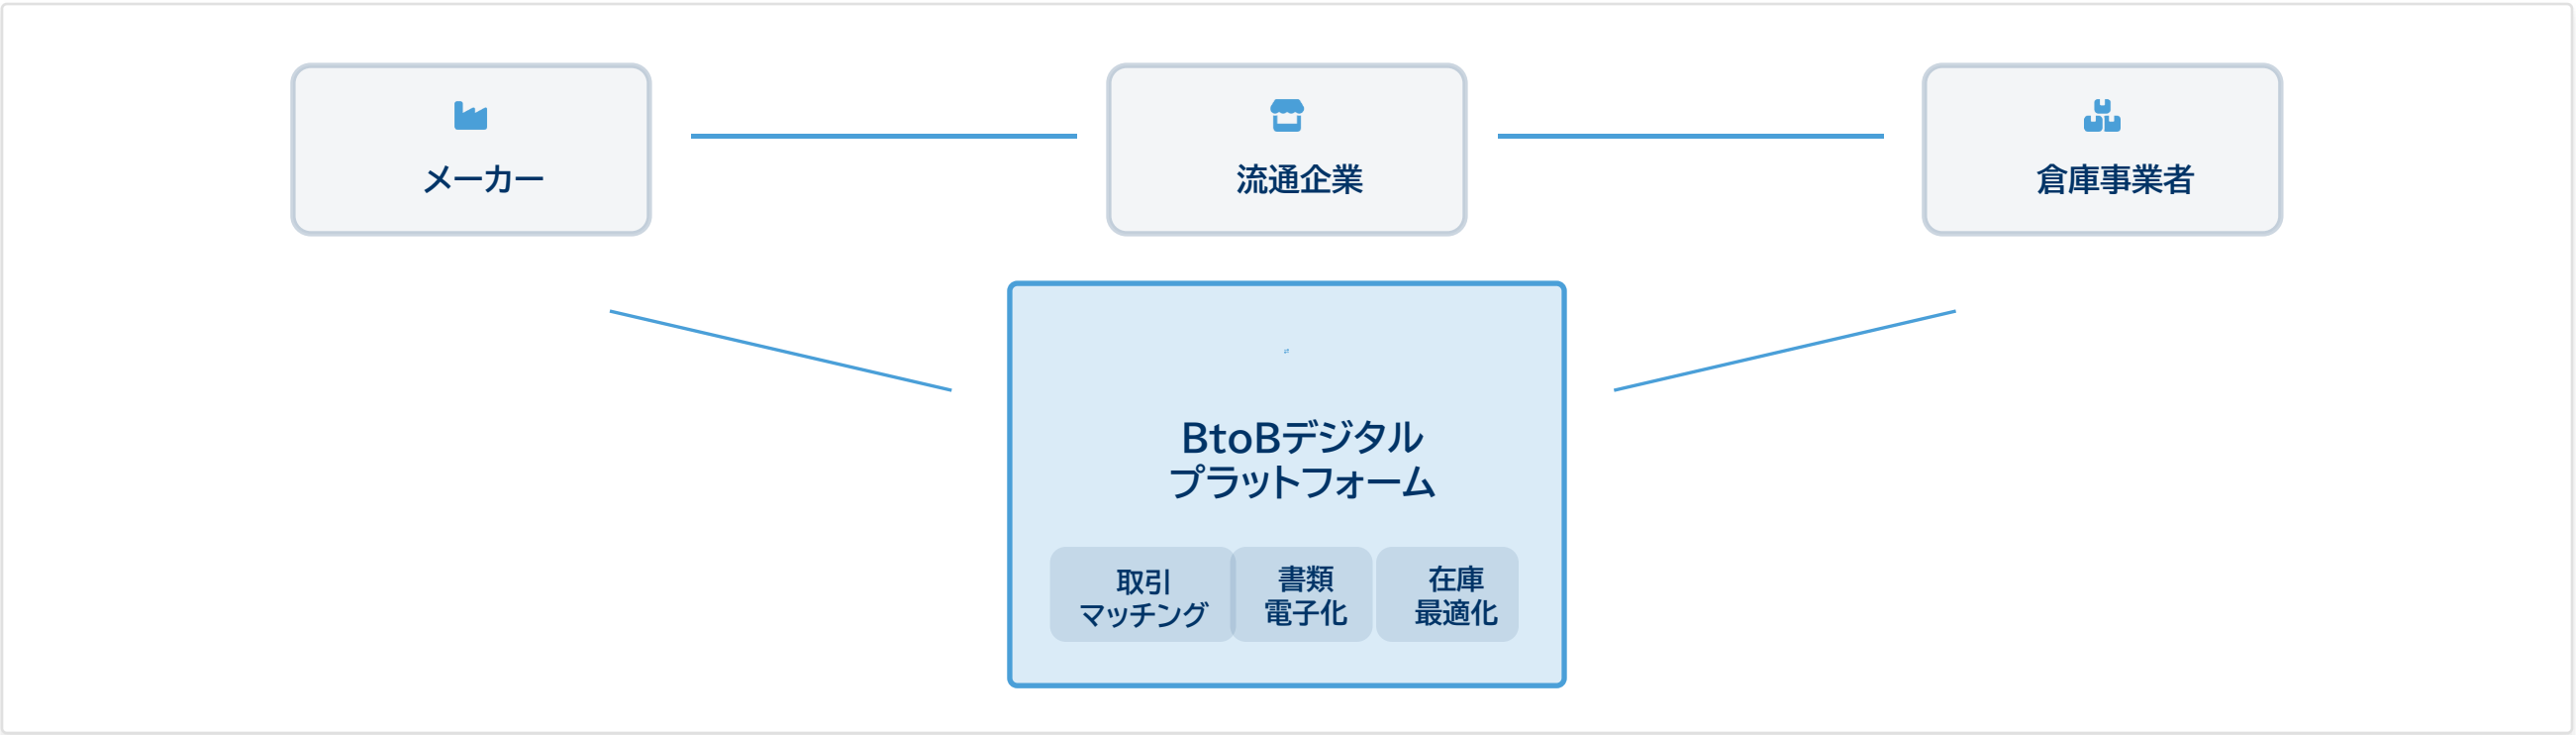 メーカー
流通企業
倉庫事業者
BtoBデジタル
プラットフォーム
取引
マッチング
書類
電子化
在庫
最適化